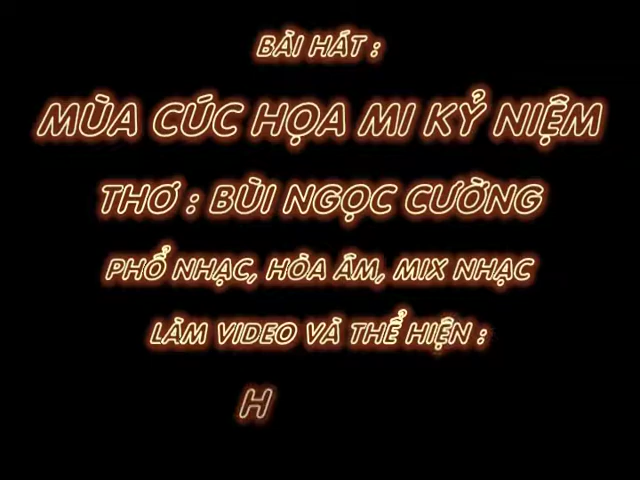 BÀI HÁT :
MÙA CÚC HỌA MI KỶ NIỆM
THƠ : BÙI NGỌC CƯỜNG
PHỔ NHẠC, HÒA ÂM, MIX NHẠC
LÀM VIDEO VÀ THỂ HIỆN :
H